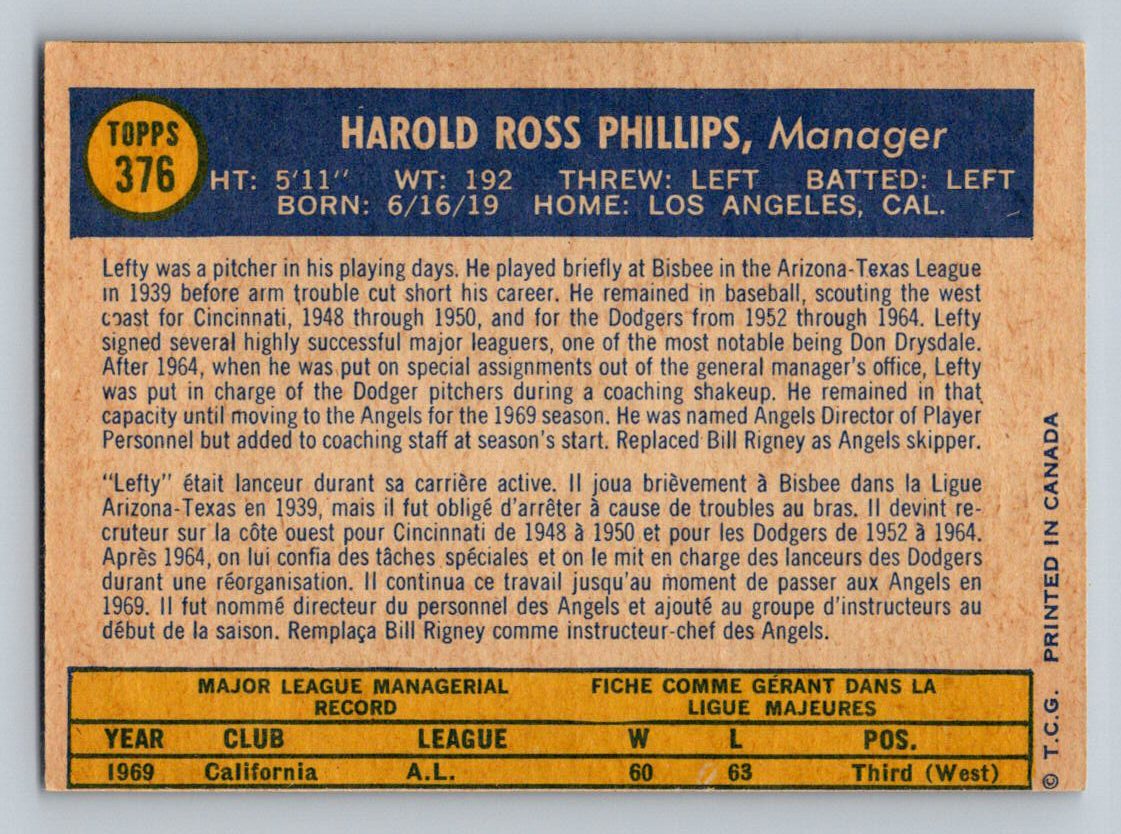 TOPPS
376
HAROLD ROSS PHILLIPS, Manager
HT: 5'11" WT: 192 THREW: LEFT BATTED: LEFT
BORN: 6/16/19 HOME: LOS ANGELES, CAL.
Lefty was a pitcher in his playing days. He played briefly at Bisbee in the Arizona-Texas League
in 1939 before arm trouble cut short his career. He remained in baseball, scouting the west
coast for Cincinnati, 1948 through 1950, and for the Dodgers from 1952 through 1964. Lefty
signed several highly successful major leaguers, one of the most notable being Don Drysdale.
After 1964, when he was put on special assignments out of the general manager's office, Lefty
was put in charge of the Dodger pitchers during a coaching shakeup. He remained in that
capacity until moving to the Angels for the 1969 season. He was named Angels Director of Player
Personnel but added to coaching staff at season's start. Replaced Bill Rigney as Angels skipper.
"Lefty" était lanceur durant sa carrière active. Il joua brièvement à Bisbee dans la Ligue
Arizona-Texas en 1939, mais il fut obligé d'arrêter à cause de troubles au bras. Il devint re-
cruteur sur la côte ouest pour Cincinnati de 1948 à 1950 et pour les Dodgers de 1952 à 1964.
Après 1964, on lui confia des tâches spéciales et on le mit en charge des lanceurs des Dodgers
durant une réorganisation. Il continua ce travail jusqu'au moment de passer aux Angels en
1969. Il fut nommé directeur du personnel des Angels et ajouté au groupe d'instructeurs au
début de la saison. Remplaça Bill Rigney comme instructeur-chef des Angels.
MAJOR LEAGUE MANAGERIAL
RECORD
FICHE COMME GÉRANT DANS LA
LIGUE MAJEURES
YEAR CLUB LEAGUE W L POS.
1969 California A.L. 60 63 Third (West)
© T.C.G. PRINTED IN CANADA